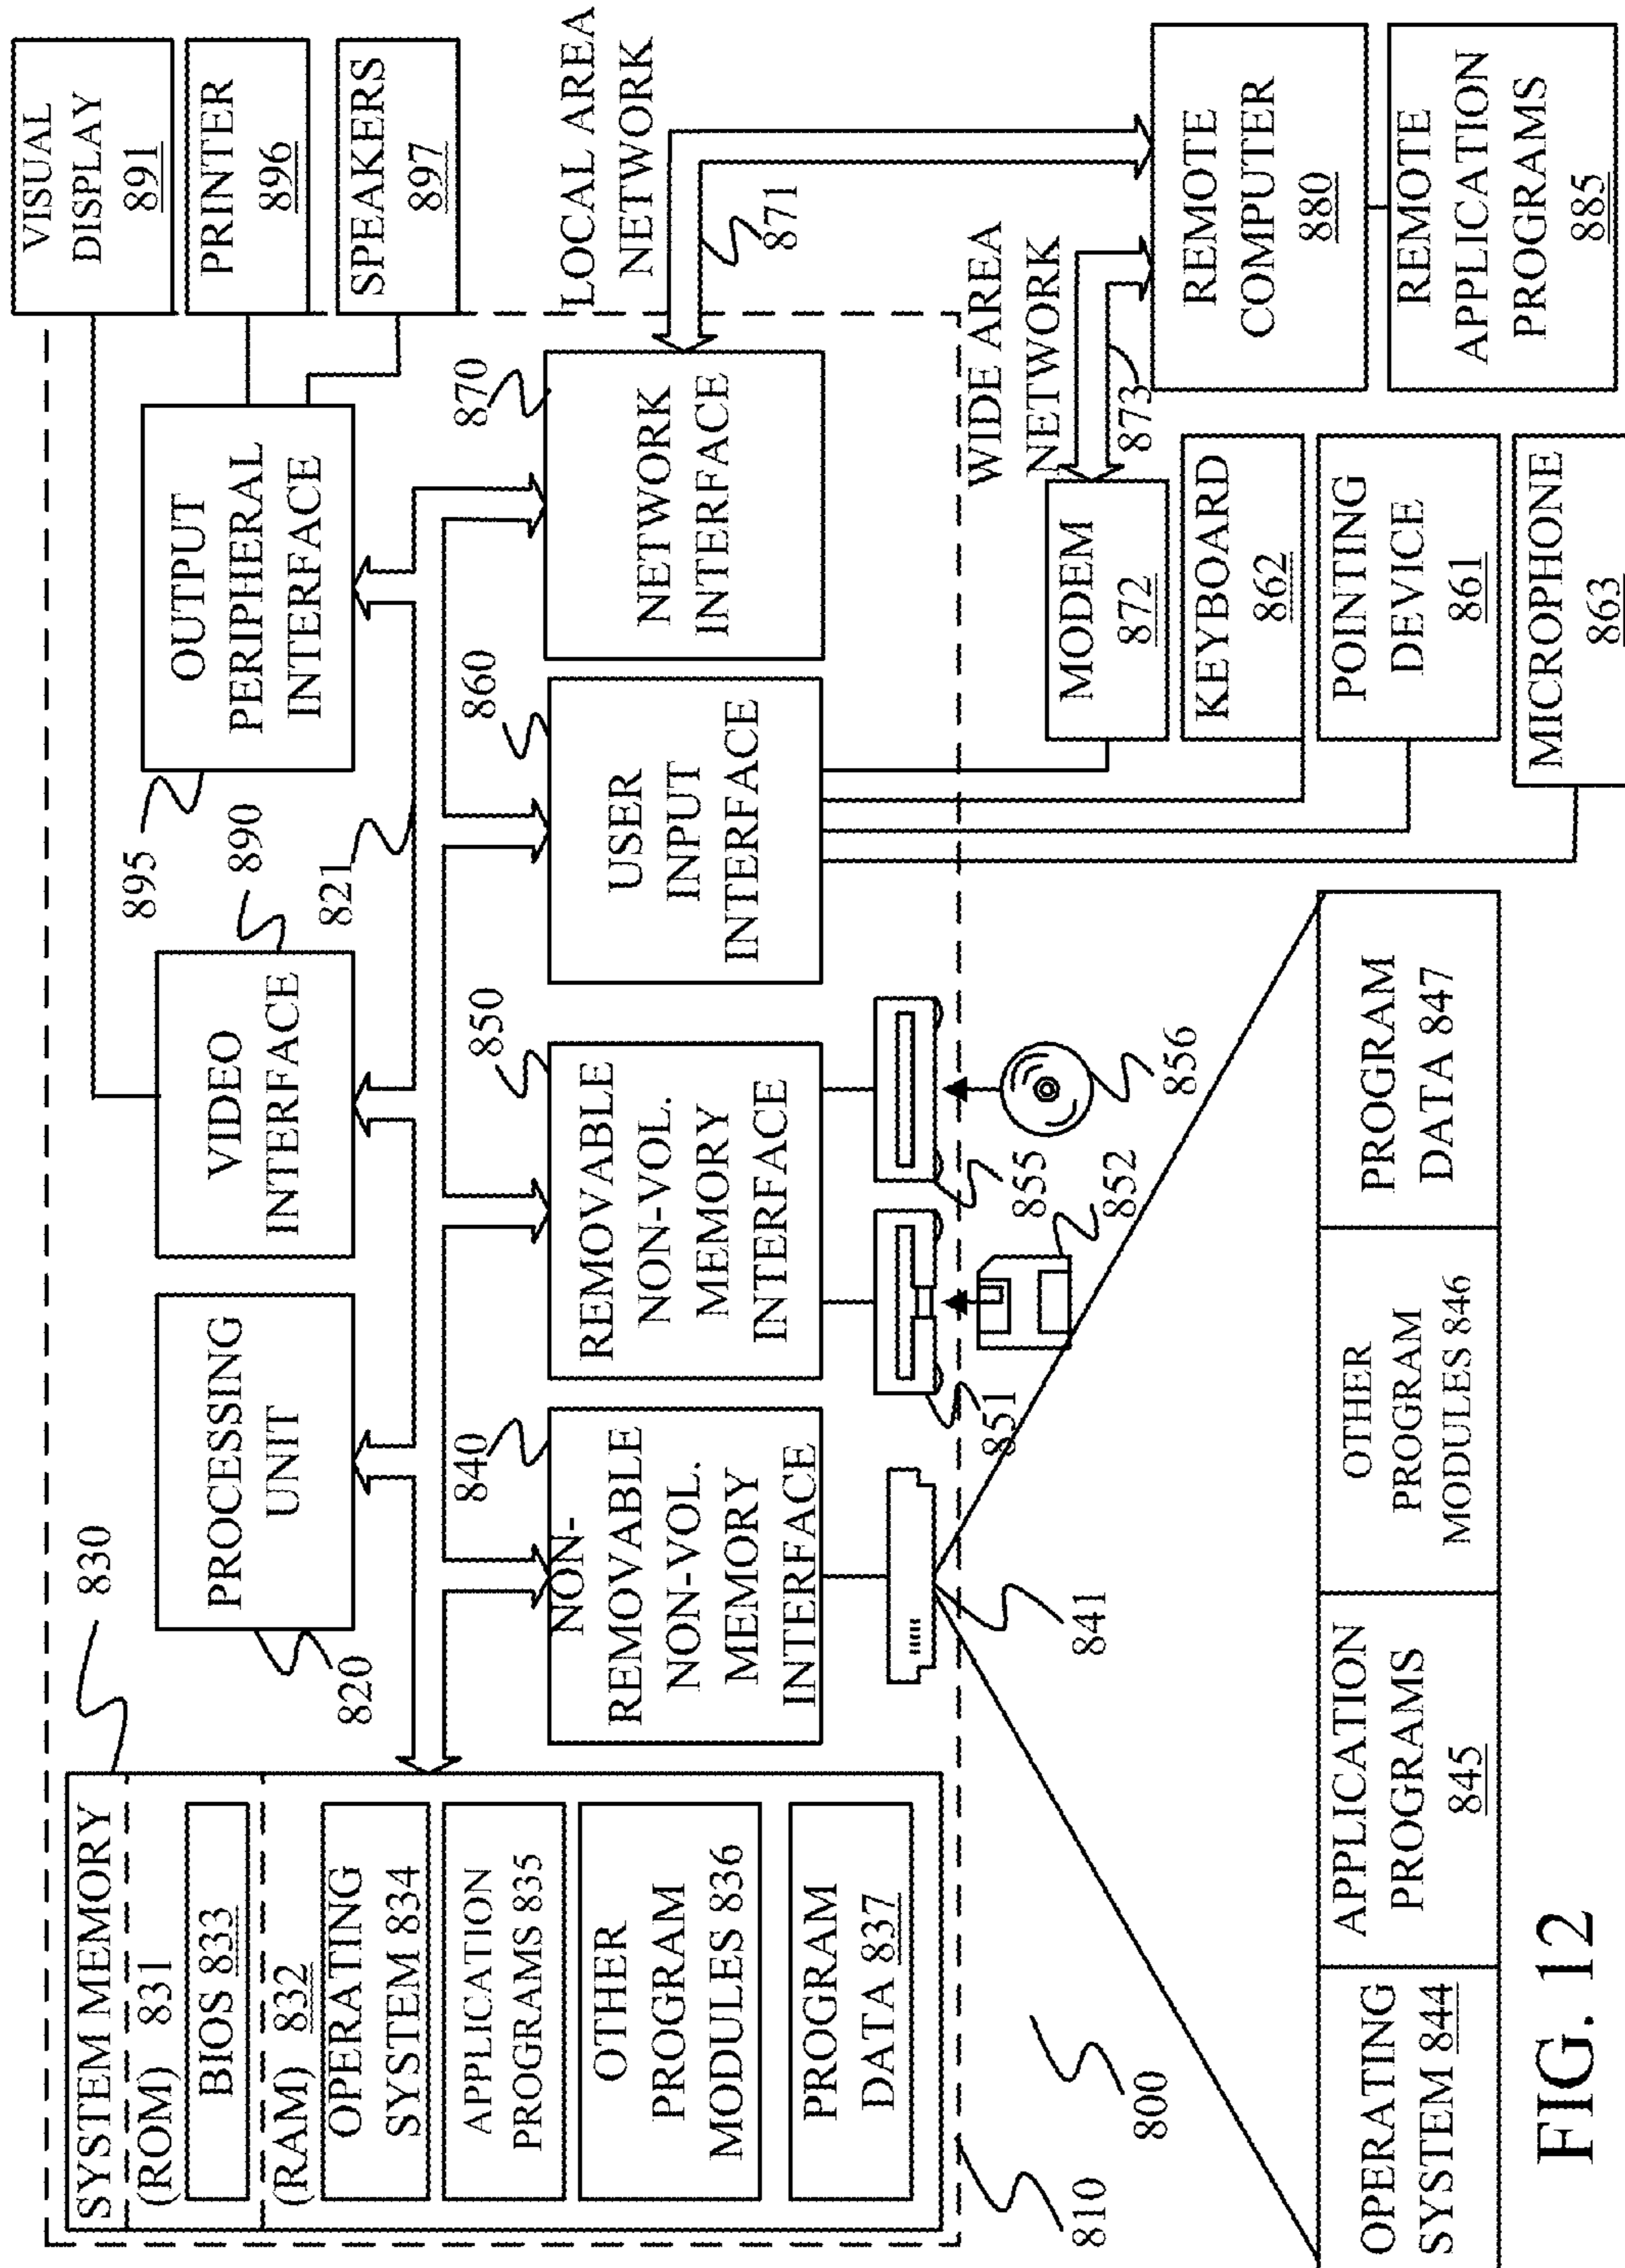 SYSTEM MEMORY
(ROM) 831
BIOS 833
(RAM) 832
OPERATING
SYSTEM 834
APPLICATION
PROGRAMS 835
OTHER
PROGRAM
MODULES 836
PROGRAM
DATA 837
830
820
PROCESSING
UNIT
VIDEO
INTERFACE
890
821
895
OUTPUT
PERIPHERAL
INTERFACE
VISUAL
DISPLAY
891
PRINTER
896
SPEAKERS
897
840
NON-
REMOVABLE
NON-VOL.
MEMORY
INTERFACE
850
REMOVABLE
NON-VOL.
MEMORY
INTERFACE
860
USER
INPUT
INTERFACE
870
NETWORK
INTERFACE
LOCAL AREA
NETWORK
871
841
851
852
855
856
WIDE AREA
NETWORK
873
MODEM
872
KEYBOARD
862
POINTING
DEVICE
861
MICROPHONE
863
REMOTE
COMPUTER
880
REMOTE
APPLICATION
PROGRAMS
885
810
800
OPERATING
SYSTEM 844
APPLICATION
PROGRAMS
845
OTHER
PROGRAM
MODULES 846
PROGRAM
DATA 847
FIG. 12